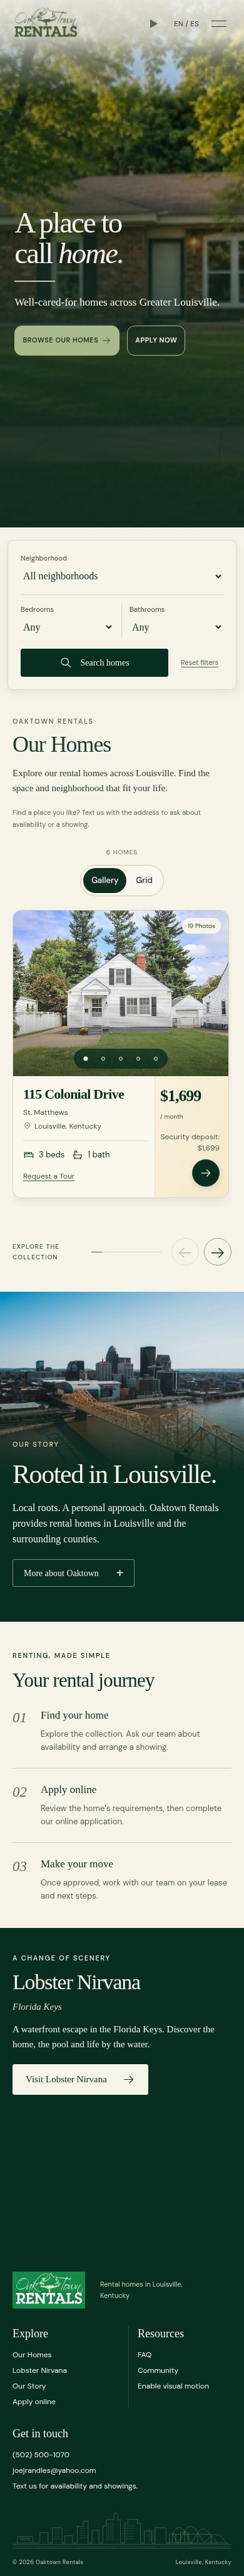 Oak Town
RENTALS
EN / ES
A place to
call home.
Well-cared-for homes across Greater Louisville.
BROWSE OUR HOMES
APPLY NOW
Neighborhood
All neighborhoods
Bedrooms
Bathrooms
Any
Any
Search homes
Reset filters
OAKTOWN RENTALS
Our Homes
Explore our rental homes across Louisville. Find the
space and neighborhood that fit your life.
Find a place you like? Text us with the address to ask about
availability or a showing.
6 HOMES
Gallery
Grid
19 Photos
115 Colonial Drive
St. Matthews
Louisville, Kentucky
3 beds
1 bath
Request a Tour
$1,699
/ month
Security deposit:
$1,699
EXPLORE THE
COLLECTION
OUR STORY
Rooted in Louisville.
Local roots. A personal approach. Oaktown Rentals
provides rental homes in Louisville and the
surrounding counties.
More about Oaktown +
RENTING, MADE SIMPLE
Your rental journey
01
Find your home
Explore the collection. Ask our team about
availability and arrange a showing.
02
Apply online
Review the home's requirements, then complete
our online application.
03
Make your move
Once approved, work with our team on your lease
and next steps.
A CHANGE OF SCENERY
Lobster Nirvana
Florida Keys
A waterfront escape in the Florida Keys. Discover the
home, the pool and life by the water.
Visit Lobster Nirvana
Oak Town
RENTALS
Rental homes in Louisville,
Kentucky
Explore
Our Homes
Lobster Nirvana
Our Story
Apply online
Resources
FAQ
Community
Enable visual motion
Get in touch
(502) 500-1070
joejrandles@yahoo.com
Text us for availability and showings.
© 2026 Oaktown Rentals
Louisville, Kentucky